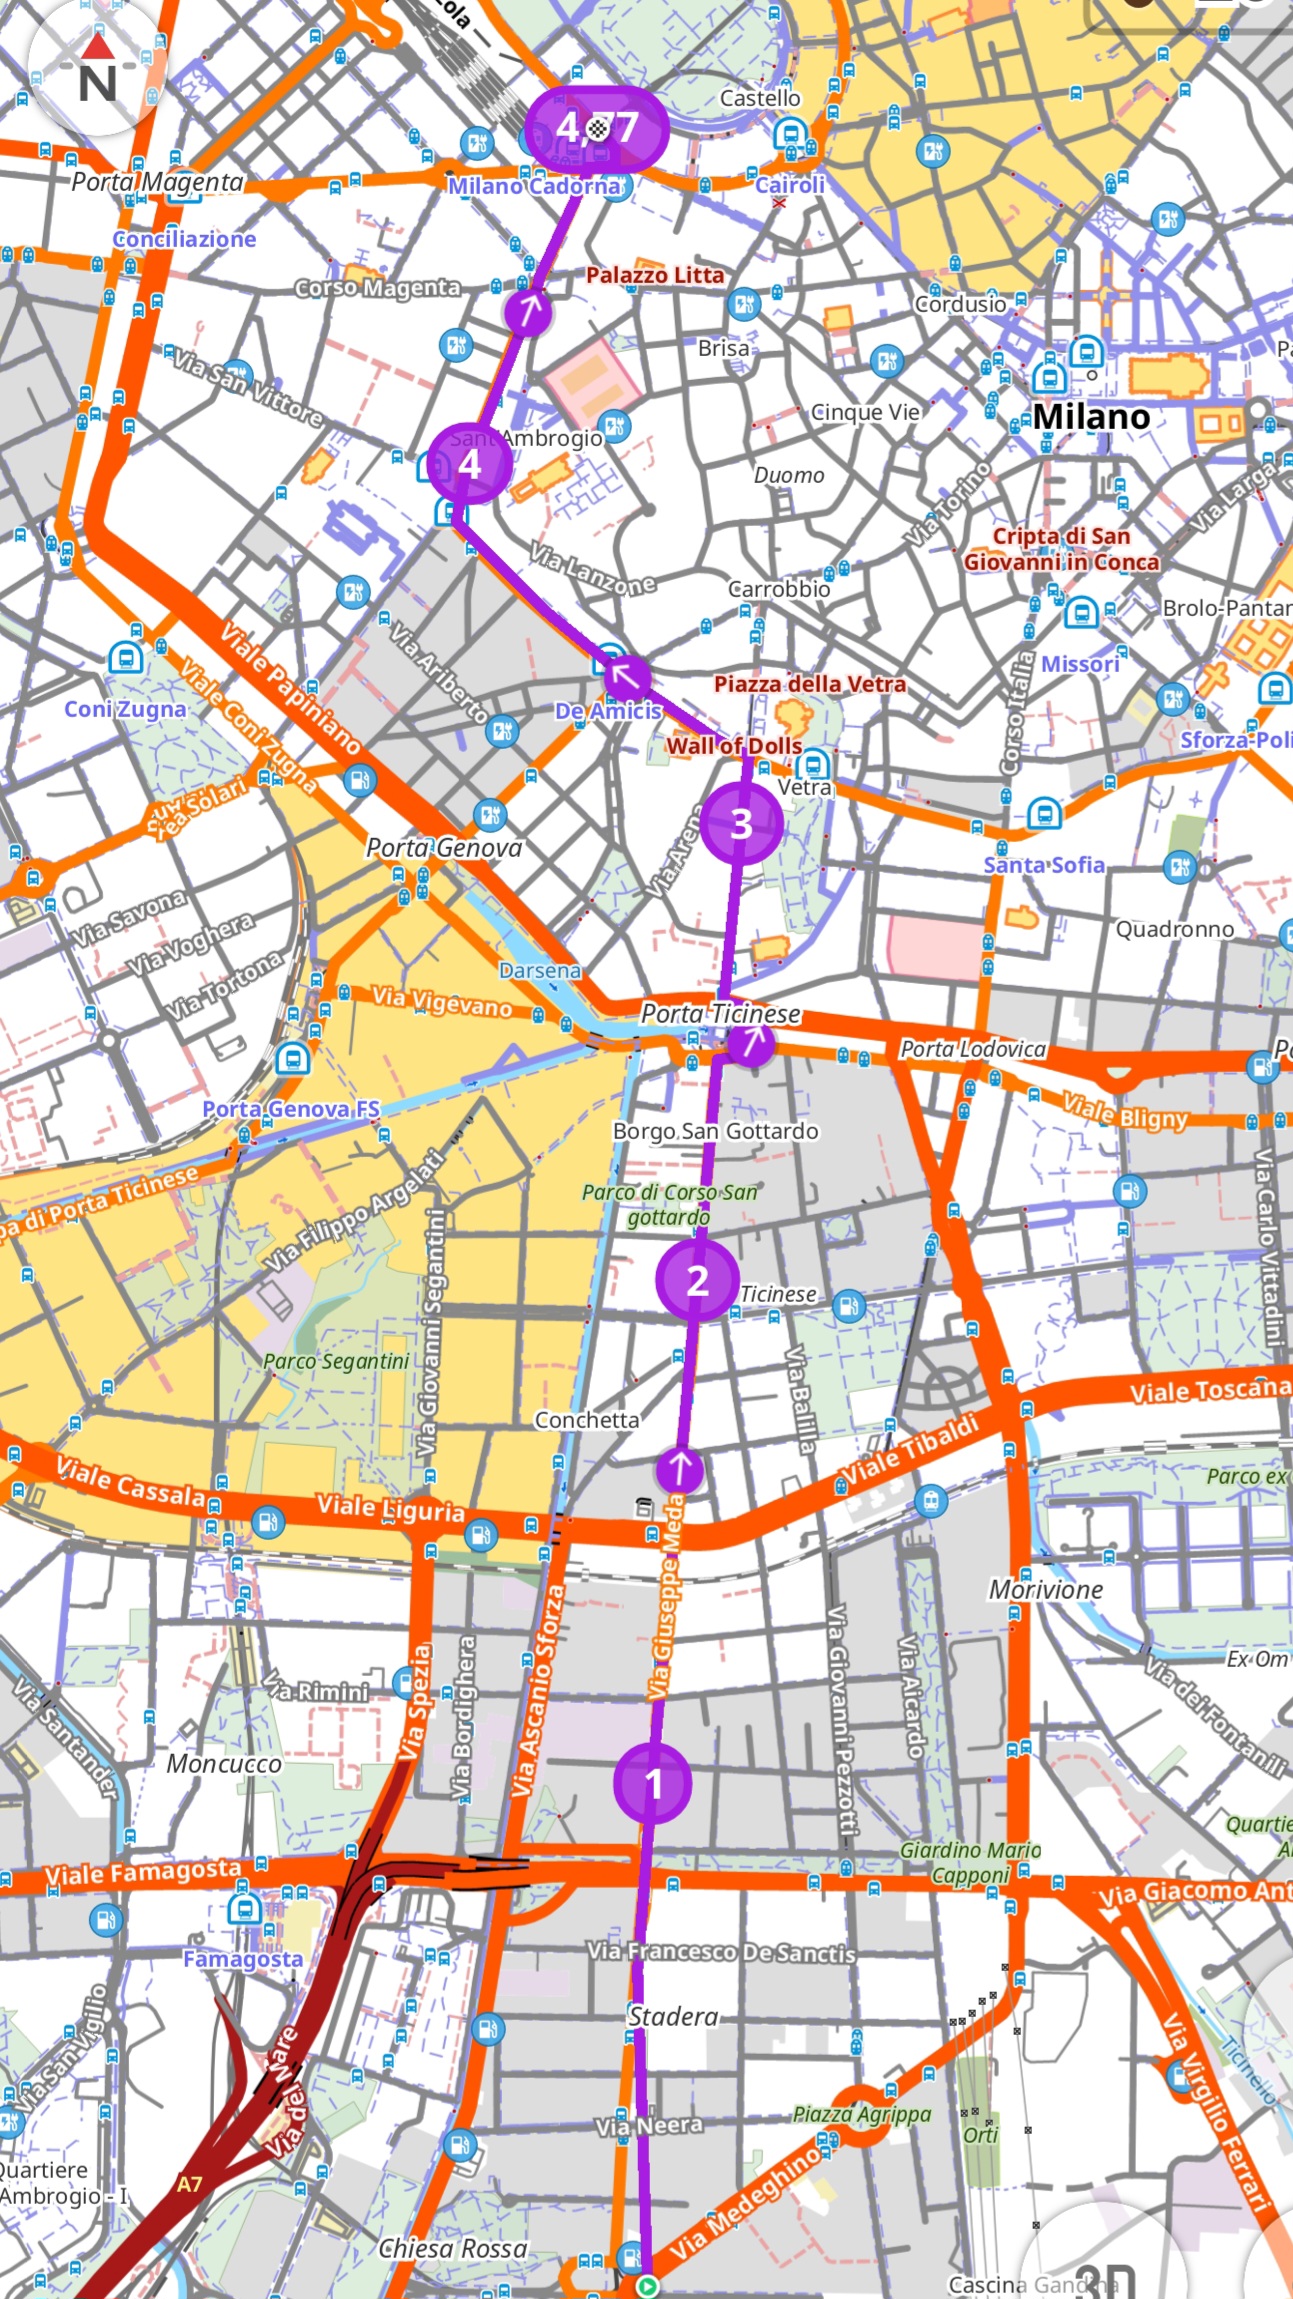 N
Castello
4,77
Porta Magenta
Milano Cadorna
Cairoli
Conciliazione
Palazzo Litta
Corso Magenta
Cordusio
Brisa
Via San Vittore
Cinque Vie
Milano
Sant'Ambrogio
4
Duomo
Via Torino
Via Larga
Cripta di San
Giovanni in Conca
Via Lanzone
Carrobbio
Brolo-Pantan
Viale Papiniano
Via Ariberto
Missori
Corso Italia
Piazza della Vetra
Coni Zugna
Viale Coni Zugna
De Amicis
Wall of Dolls
Sforza-Poli
Vetra
Via Arena
3
Porta Genova
Santa Sofia
Via Savona
Via Voghera
Quadronno
Via Tortona
Darsena
Via Vigevano
Porta Ticinese
Porta Lodovica
Porta Genova FS
Viale Bligny
Borgo San Gottardo
pa di Porta Ticinese
Via Filippo Argelati
Parco di Corso San
gottardo
Via Carlo Vittadini
Via Giovanni Segantini
2
Ticinese
Parco Segantini
Via Balilla
Viale Toscana
Conchetta
Viale Tibaldi
Viale Cassala
Viale Liguria
Parco ex
Via Giuseppe Meda
Morivione
Via Ascanio Sforza
Via Giovanni Pezzotti
Via Alcardo
Ex Om
Via Spezia
Via Bordighera
Via Rimini
Via Santander
Via dei Fontanili
Moncucco
1
Quartie
Giardino Mario
Capponi
Viale Famagosta
Via Giacomo Ant
Via Francesco De Sanctis
Famagosta
Stadera
Via San Vigilio
Via del Mare
Via Virgilio Ferrari
Ticinello
Via Neera
Piazza Agrippa
Orti
Quartiere
Ambrogio - I
A7
Via Medeghino
Chiesa Rossa
Cascina Gandina
3D